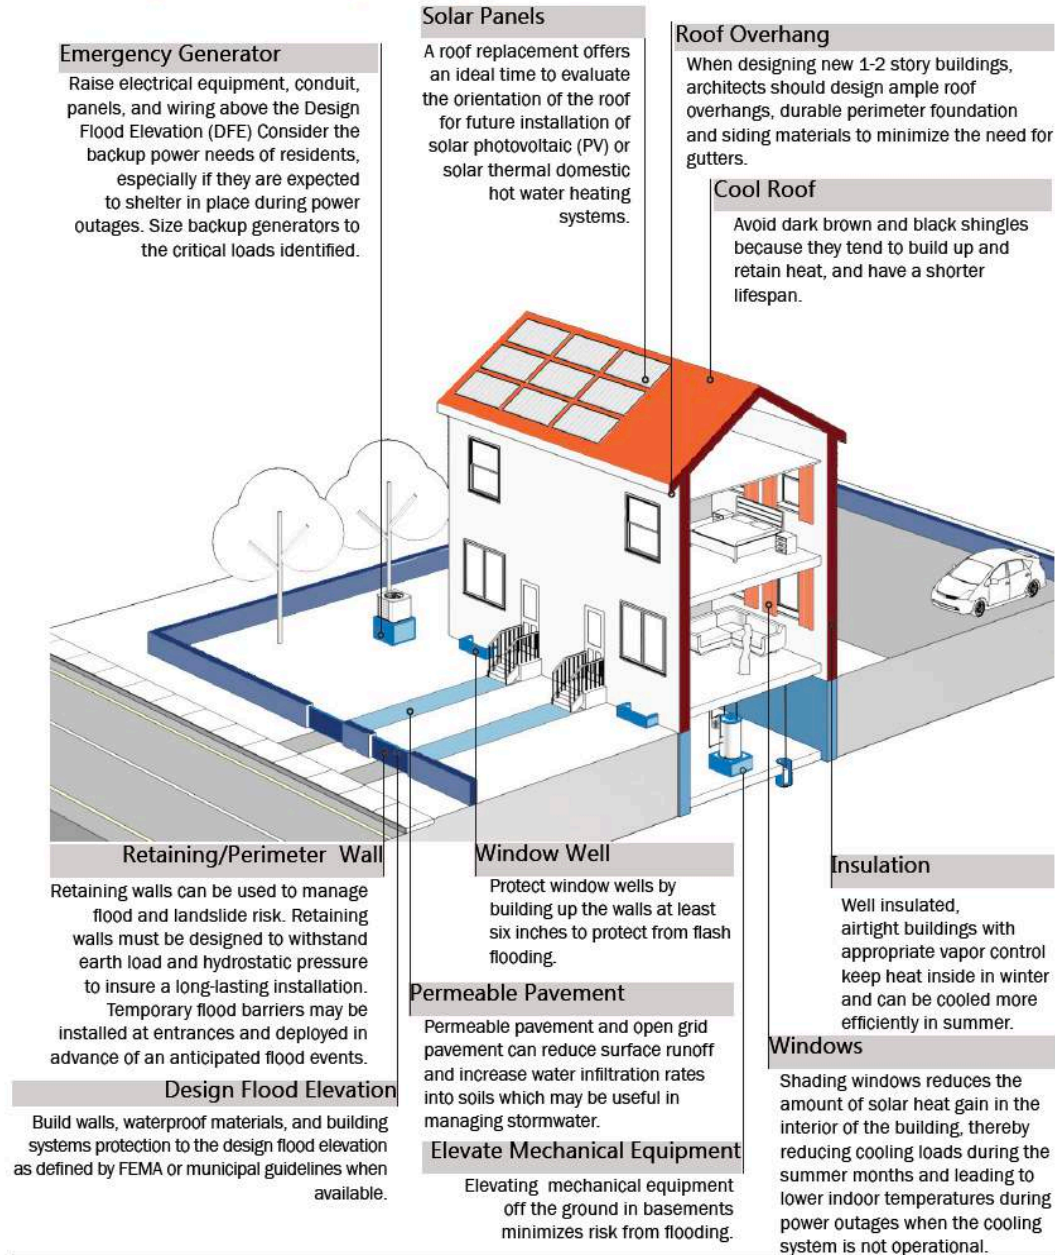 Solar Panels
A roof replacement offers
an ideal time to evaluate
the orientation of the roof
for future installation of
solar photovoltaic (PV) or
solar thermal domestic
hot water heating
systems.
Emergency Generator
Raise electrical equipment, conduit,
panels, and wiring above the Design
Flood Elevation (DFE) Consider the
backup power needs of residents,
especially if they are expected
to shelter in place during power
outages. Size backup generators to
the critical loads identified.
Roof Overhang
When designing new 1-2 story buildings,
architects should design ample roof
overhangs, durable perimeter foundation
and siding materials to minimize the need for
gutters.
Cool Roof
Avoid dark brown and black shingles
because they tend to build up and
retain heat, and have a shorter
lifespan.
Retaining/Perimeter Wall
Retaining walls can be used to manage
flood and landslide risk. Retaining
walls must be designed to withstand
earth load and hydrostatic pressure
to insure a long-lasting installation.
Temporary flood barriers may be
installed at entrances and deployed in
advance of an anticipated flood events.
Design Flood Elevation
Build walls, waterproof materials, and building
systems protection to the design flood elevation
as defined by FEMA or municipal guidelines when
available.
Window Well
Protect window wells by
building up the walls at least
six inches to protect from flash
flooding.
Permeable Pavement
Permeable pavement and open grid
pavement can reduce surface runoff
and increase water infiltration rates
into soils which may be useful in
managing stormwater.
Elevate Mechanical Equipment
Elevating mechanical equipment
off the ground in basements
minimizes risk from flooding.
Insulation
Well insulated,
airtight buildings with
appropriate vapor control
keep heat inside in winter
and can be cooled more
efficiently in summer.
Windows
Shading windows reduces the
amount of solar heat gain in the
interior of the building, thereby
reducing cooling loads during the
summer months and leading to
lower indoor temperatures during
power outages when the cooling
system is not operational.